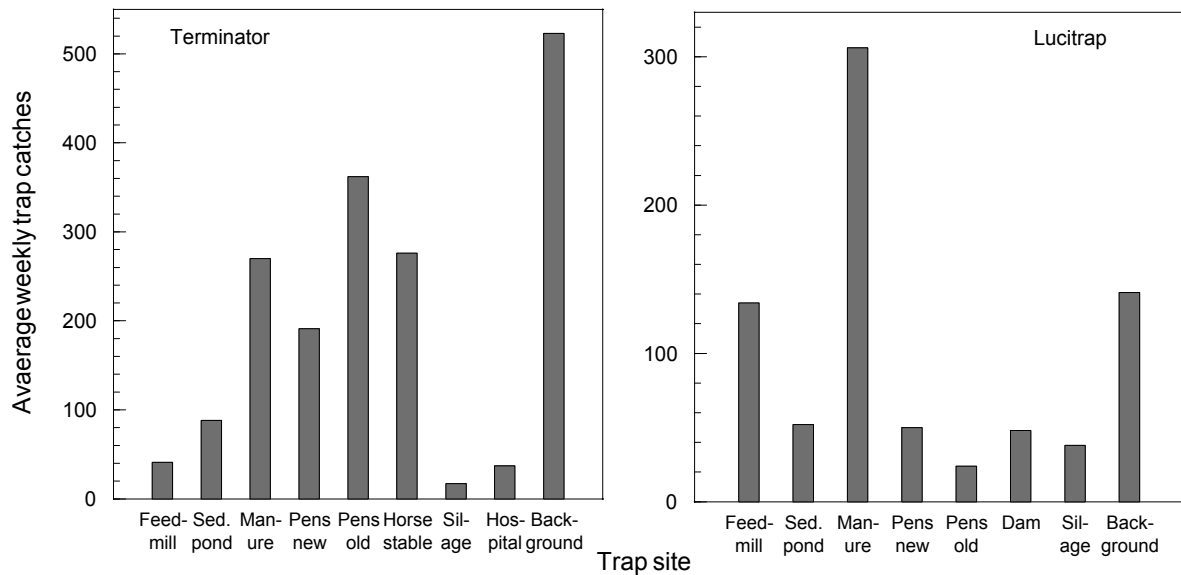 Terminator
Lucitrap
Avaerage weekly trap catches
500
400
300
200
100
0
300
200
100
0
Feed- Sed. Man- Pens Pens Horse Sil- Hos- Back-
mill pond ure new old stable age pital ground
Feed- Sed. Man- Pens Pens Dam Sil- Back-
mill pond ure new old age ground
Trap site